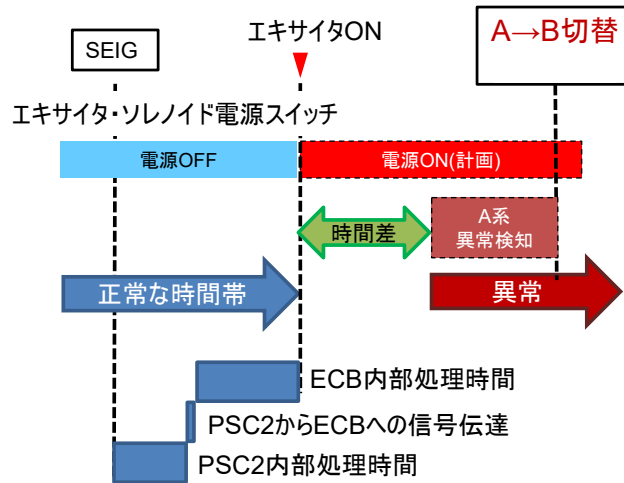 エキサイタON
SEIG
A→B切替
エキサイタ・ソレノイド電源スイッチ
電源OFF
電源ON(計画)
時間差
A系
異常検知
正常な時間帯
異常
ECB内部処理時間
PSC2からECBへの信号伝達
PSC2内部処理時間